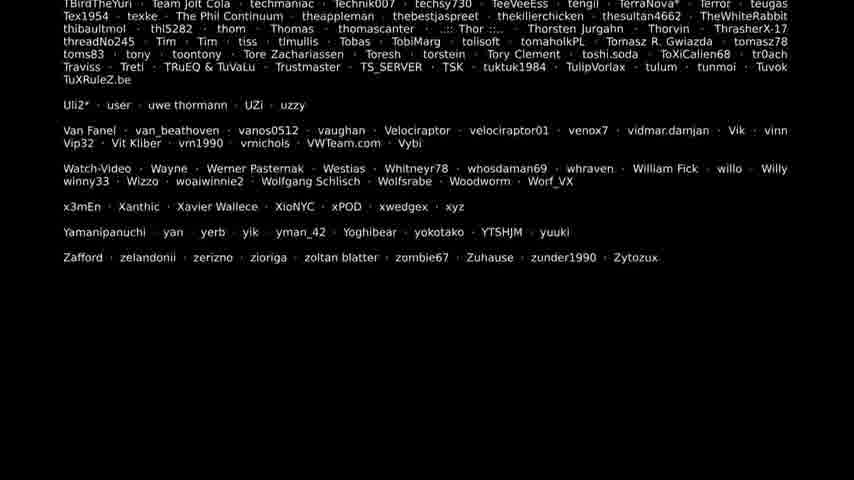 TBirdTheYuri · Team Jolt Cola · techmaniac · Technik007 · techsy730 · TeeVeeEss · tengil · TerraNova* · Terror · teugas
Tex1954 · texke · The Phil Continuum · theappleman · thebestjaspreet · thekillerchicken · thesultan4662 · TheWhiteRabbit
thibaultmol · thl5282 · thom · Thomas · thomascanter · ..:: Thor ::.. · Thorsten Jurgahn · Thorvin · ThrasherX-17
threadNo245 · Tim · Tim · tiss · tlmullis · Tobas · TobiMarg · tolisoft · tomaholkPL · Tomasz R. Gwiazda · tomasz78
toms83 · tony · toontony · Tore Zachariassen · Toresh · torstein · Tory Clement · toshi.soda · ToXiCalien68 · tr0ach
Traviss · Treti · TRuEQ & TuVaLu · Trustmaster · TS_SERVER · TSK · tuktuk1984 · TulipVorlax · tulum · tunmoi · Tuvok
TuXRuleZ.be
Uli2* · user · uwe thormann · UZi · uzzy
Van Fanel · van_beathoven · vanos0512 · vaughan · Velociraptor · velociraptor01 · venox7 · vidmar.damjan · Vik · vinn
Vip32 · Vit Kliber · vm1990 · vmichols · VWTeam.com · Vybi
Watch-Video · Wayne · Werner Pasternak · Westias · Whitneyr78 · whosdaman69 · whraven · William Fick · willo · Willy
winny33 · Wizzo · woaiwinnie2 · Wolfgang Schlisch · Wolfsrabe · Woodworm · Worf_VX
x3mEn · Xanthic · Xavier Wallece · XioNYC · xPOD · xwedgex · xyz
Yamanipanuchi · yan · yerb · yik · yman_42 · Yoghibear · yokotako · YTSHJM · yuuki
Zafford · zelandonii · zerizno · zioriga · zoltan blatter · zombie67 · Zuhause · zunder1990 · Zytozux